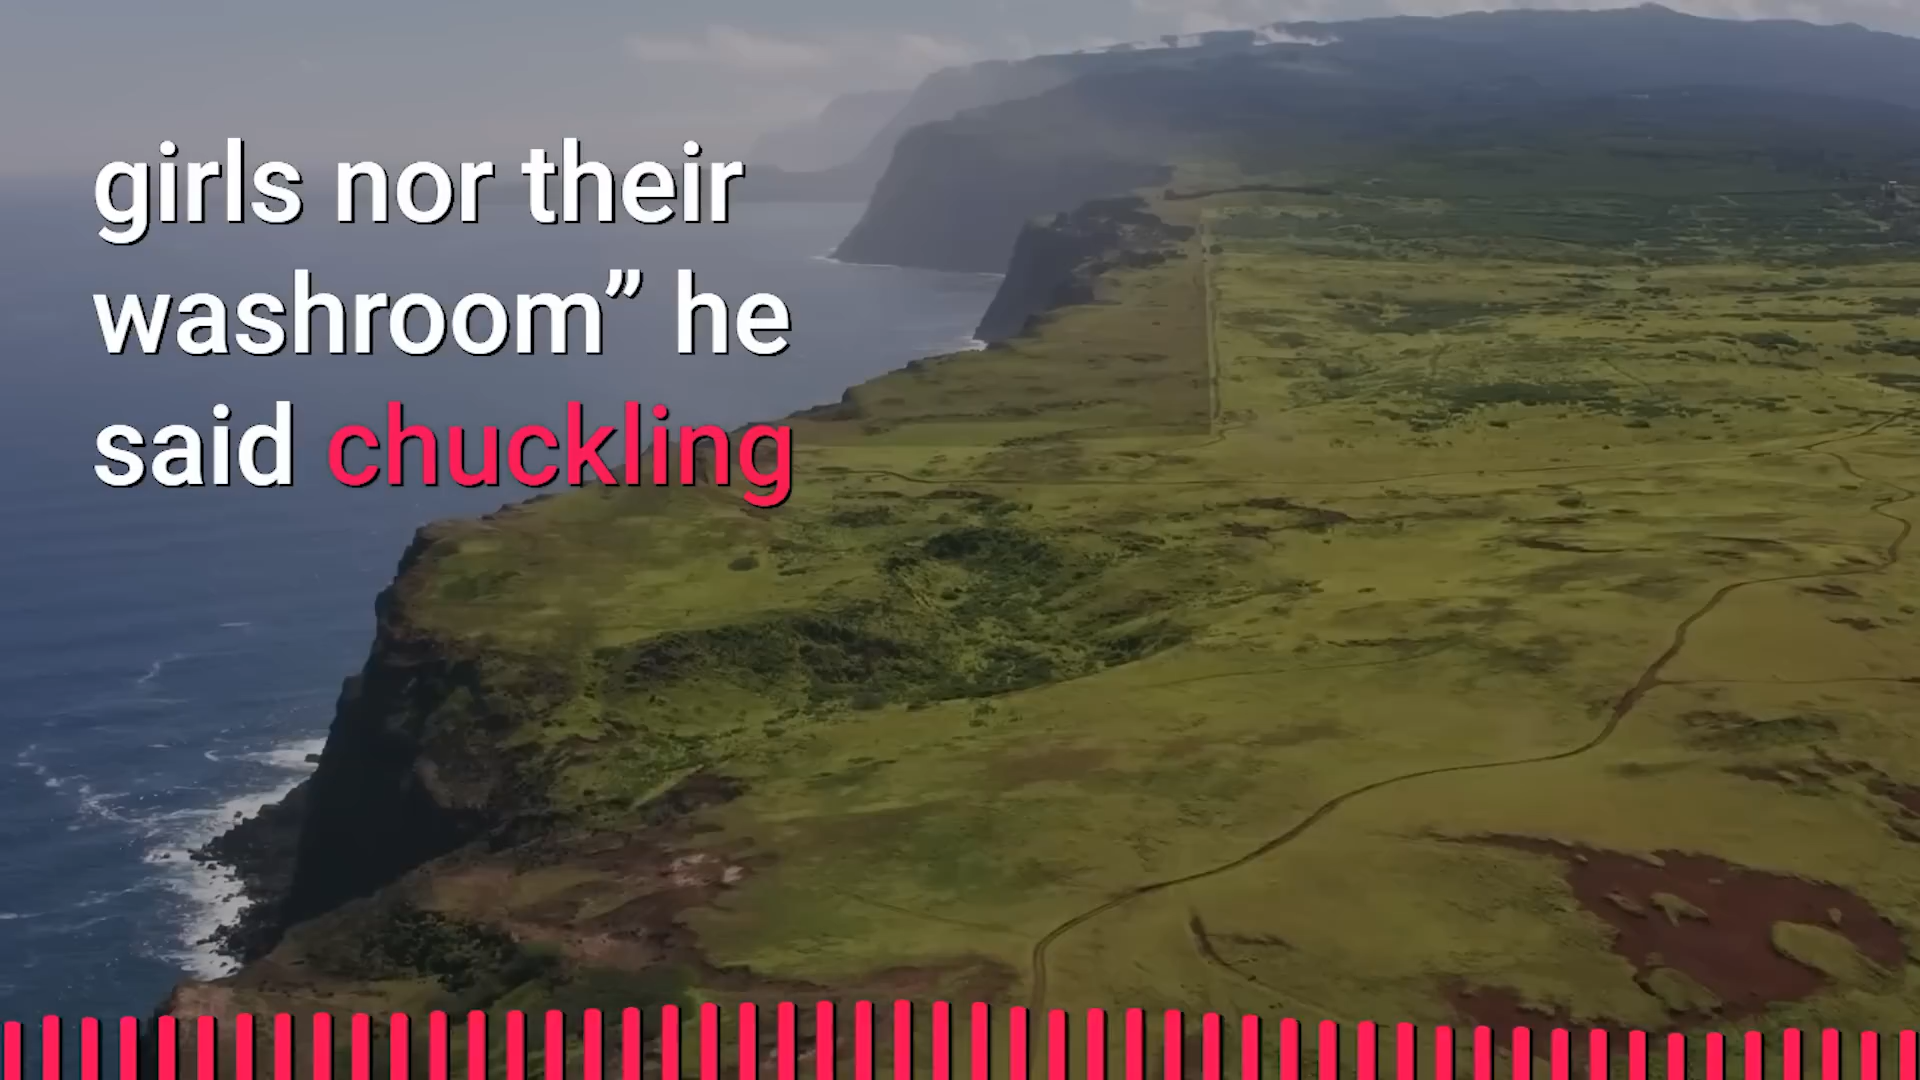 girls nor their
washroom” he
said chuckling